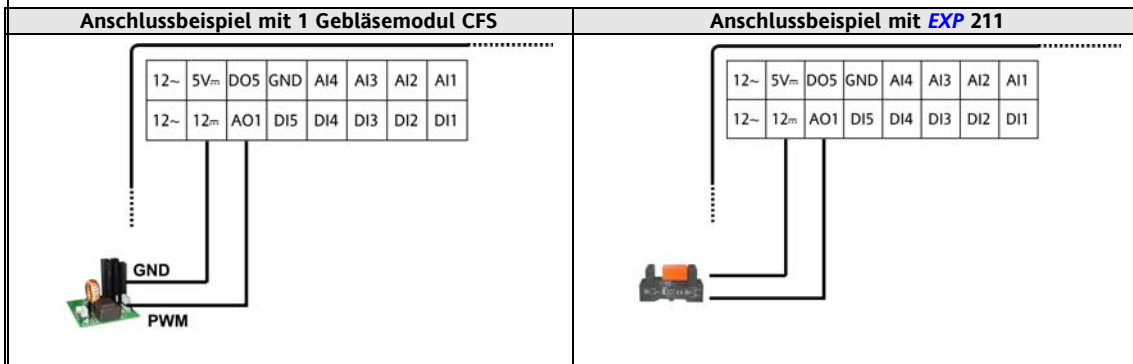 Anschlussbeispiel mit 1 Gebläsemodul CFS
12~ 5V⎓ DO5 GND AI4 AI3 AI2 AI1
12~ 12⎓ AO1 DI5 DI4 DI3 DI2 DI1
GND
PWM
Anschlussbeispiel mit EXP 211
12~ 5V⎓ DO5 GND AI4 AI3 AI2 AI1
12~ 12⎓ AO1 DI5 DI4 DI3 DI2 DI1